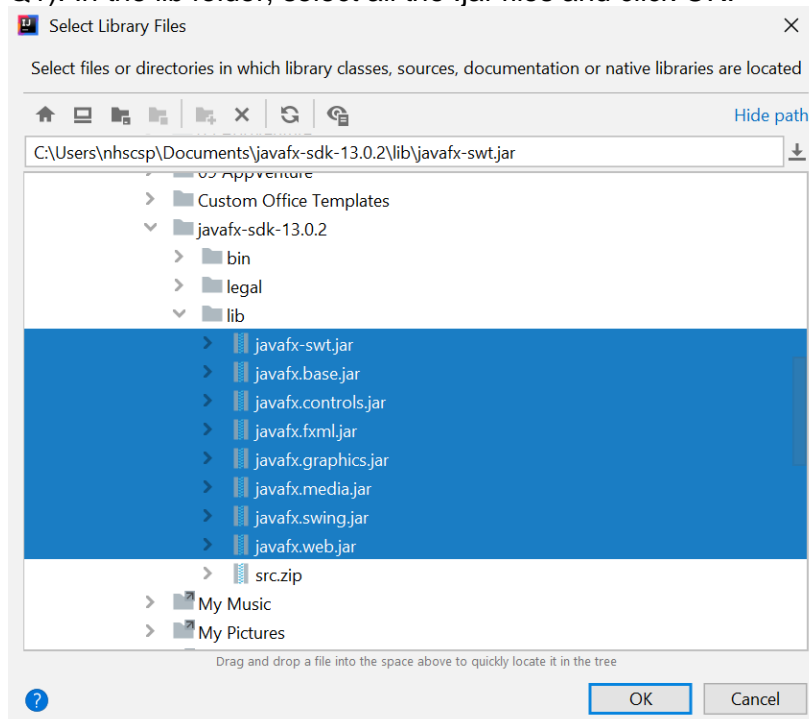 Select Library Files
Select files or directories in which library classes, sources, documentation or native libraries are located
Hide path
C:\Users\nhscsp\Documents\javafx-sdk-13.0.2\lib\javafx-swt.jar
09 AppVenture
Custom Office Templates
javafx-sdk-13.0.2
bin
legal
lib
javafx-swt.jar
javafx.base.jar
javafx.controls.jar
javafx.fxml.jar
javafx.graphics.jar
javafx.media.jar
javafx.swing.jar
javafx.web.jar
src.zip
My Music
My Pictures
Drag and drop a file into the space above to quickly locate it in the tree
OK Cancel